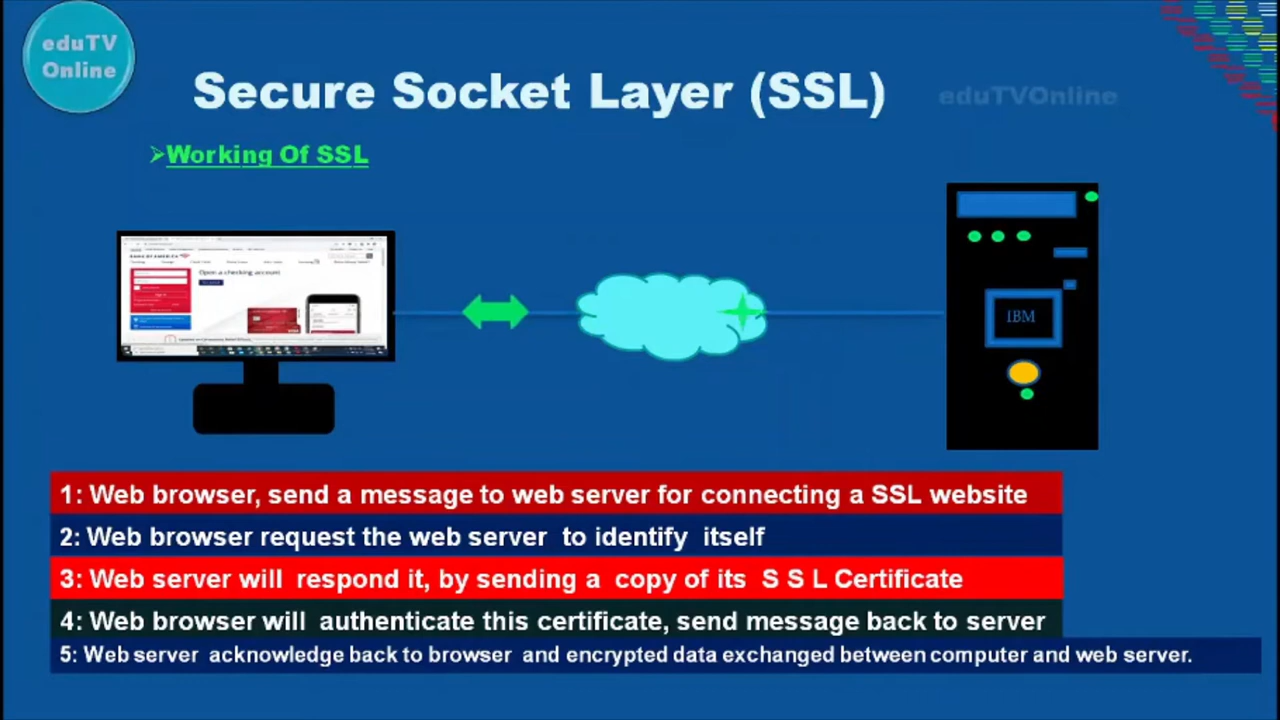 eduTV
Online
Secure Socket Layer (SSL)
eduTVOnline
➢Working Of SSL
Open a checking account
IBM
1: Web browser, send a message to web server for connecting a SSL website
2: Web browser request the web server to identify itself
3: Web server will respond it, by sending a copy of its S S L Certificate
4: Web browser will authenticate this certificate, send message back to server
5: Web server acknowledge back to browser and encrypted data exchanged between computer and web server.